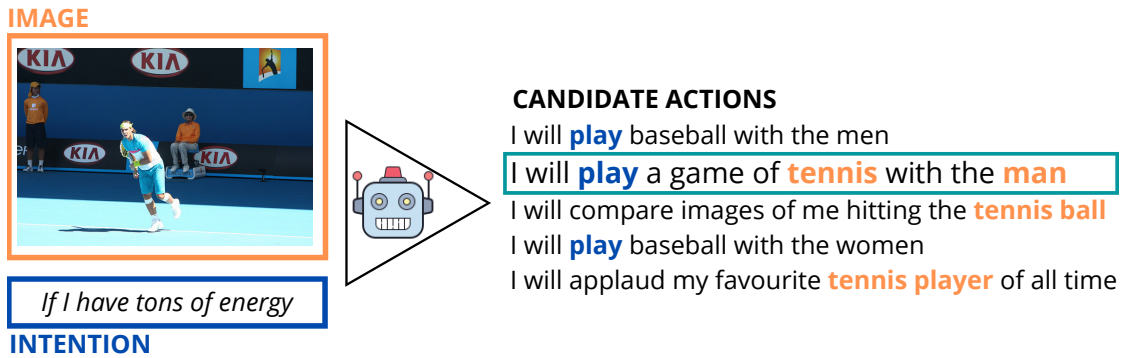 IMAGE
KIA
KIA
KIA
KIA
If I have tons of energy
INTENTION
CANDIDATE ACTIONS
I will play baseball with the men
I will play a game of tennis with the man
I will compare images of me hitting the tennis ball
I will play baseball with the women
I will applaud my favourite tennis player of all time